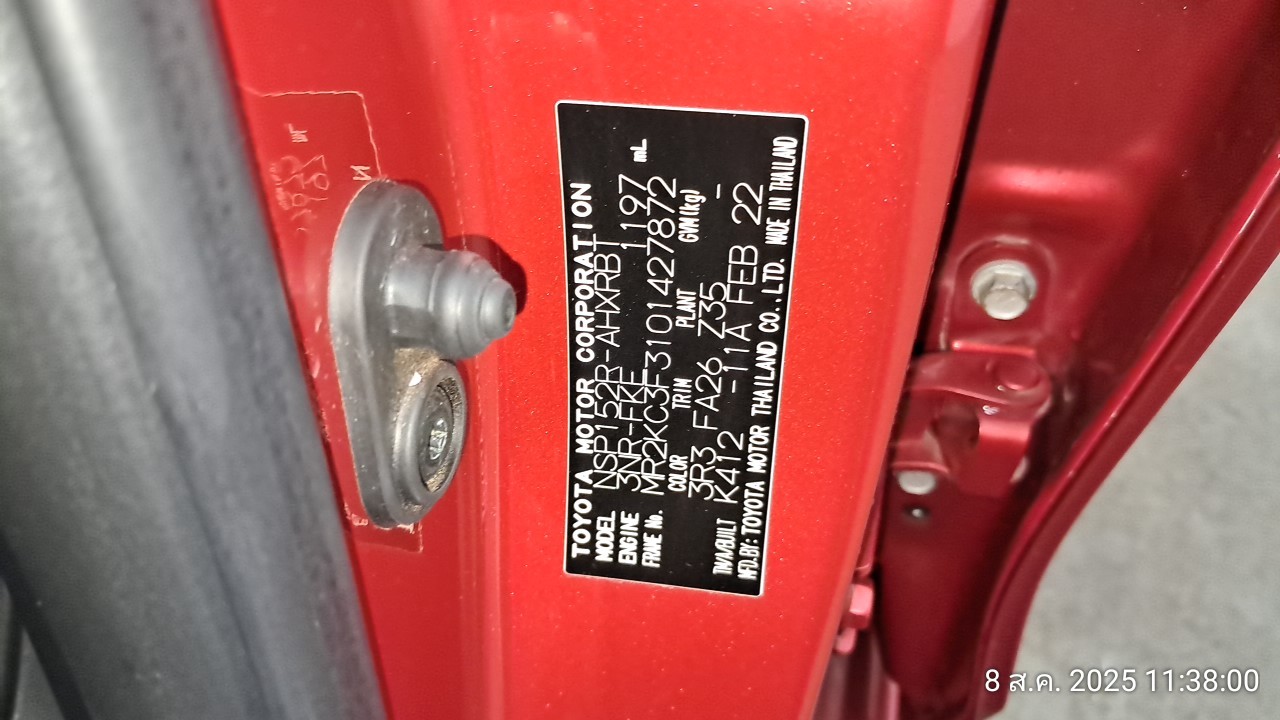 TOYOTA MOTOR CORPORATION
MODEL NSP152R-AHXRBT
ENGINE 3NR-FKE 1197 mL
FRAME No. MR2KC3F3101427872
COLOR TRIM PLANT GVM(kg)
3R3 FA26 Z35 -
TMA/BUILT K412 -11A FEB 22
MFD.BY: TOYOTA MOTOR THAILAND CO.,LTD. MADE IN THAILAND
8 ส.ค. 2025 11:38:00